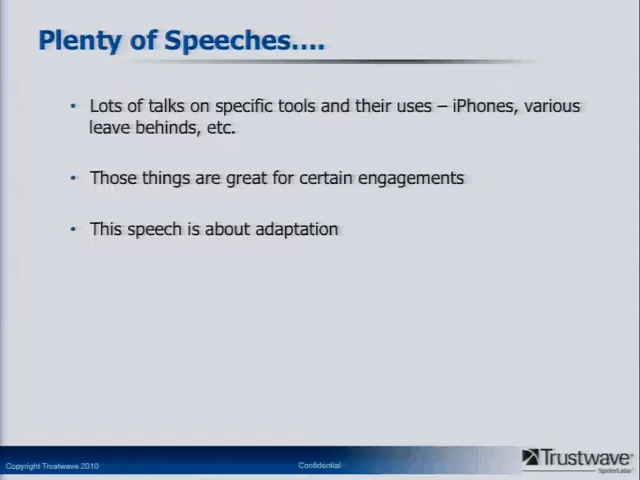 Plenty of Speeches....
• Lots of talks on specific tools and their uses – iPhones, various
leave behinds, etc.
• Those things are great for certain engagements
• This speech is about adaptation
Copyright Trustwave 2010
Confidential
Trustwave®
SpiderLabs®